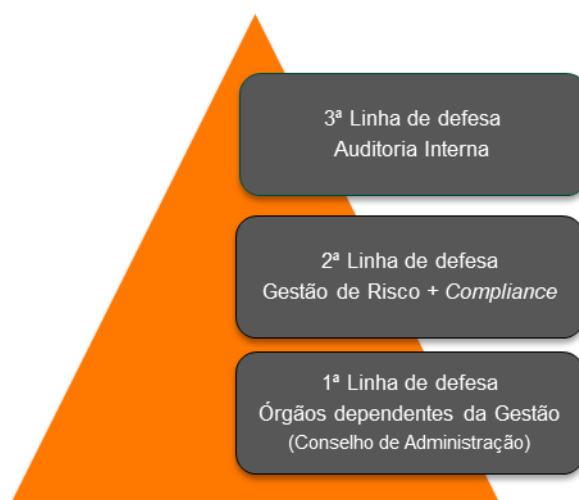 3ª Linha de defesa
Auditoria Interna
2ª Linha de defesa
Gestão de Risco + Compliance
1ª Linha de defesa
Órgãos dependentes da Gestão
(Conselho de Administração)